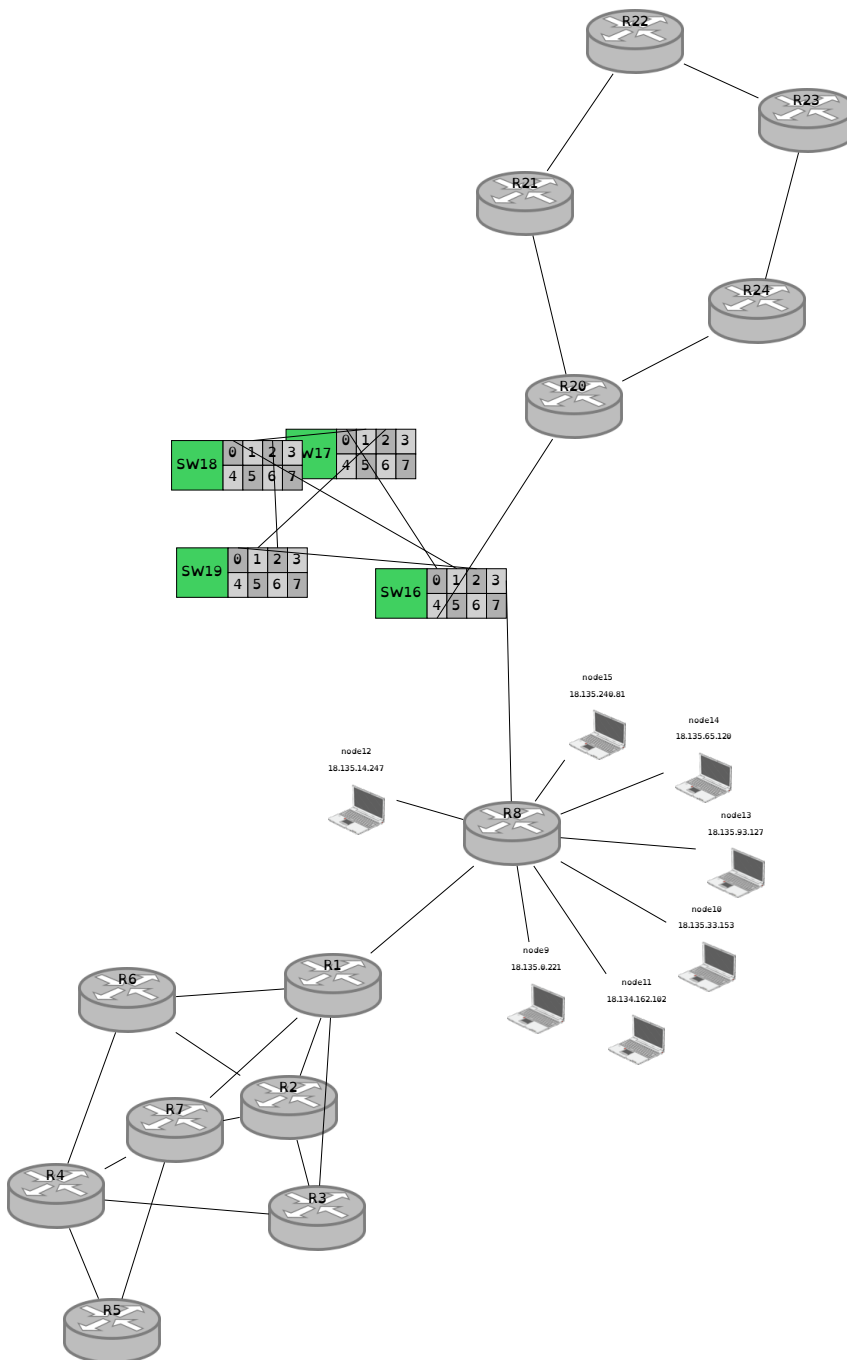 R22
R23
R21
R24
R20
SW18 0 1 2 3
4 5 6 7
SW17 0 1 2 3
4 5 6 7
SW19 0 1 2 3
4 5 6 7
SW16 0 1 2 3
4 5 6 7
node15
18.135.240.81
node14
18.135.65.120
node12
18.135.14.247
R8
node13
18.135.93.127
node10
18.135.33.153
node9
18.135.0.221
node11
18.134.162.102
R1
R6
R2
R7
R4
R3
R5